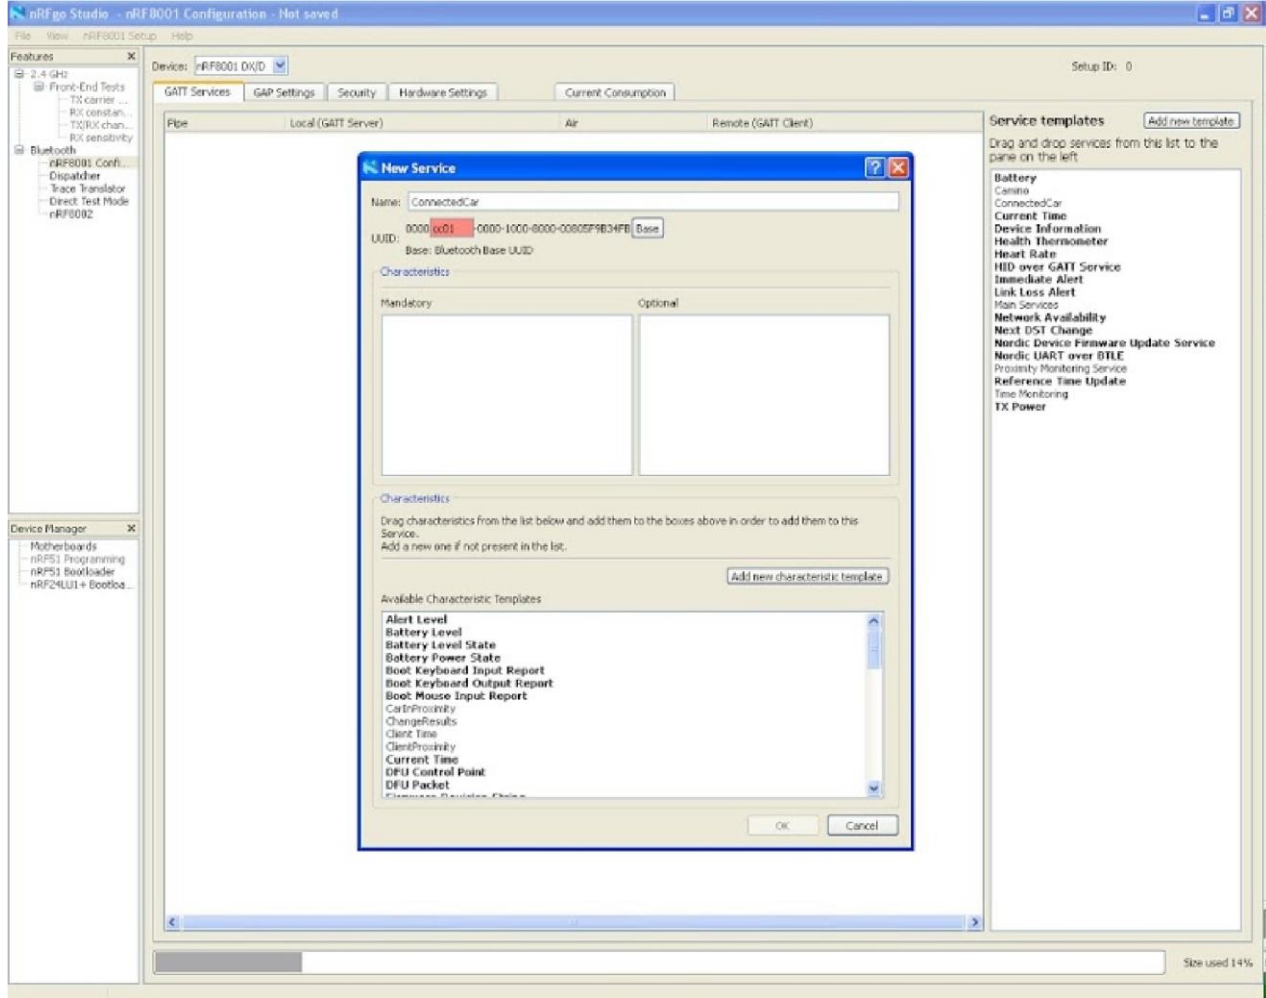 nRFgo Studio - nRF8001 Configuration - Not saved
File View nRF8001 Setup Help
Features
2.4 GHz
Front-End Tests
TX carrier ...
RX constan...
TX/RX chan...
RX sensitivity
Bluetooth
nRF8001 Confi...
Dispatcher
Trace Translator
Direct Test Mode
nRF8002
Device Manager
Motherboards
nRF51 Programming
nRF51 Bootloader
nRF24LU1+ Bootloa...
Device: nRF8001 DX/D
Setup ID: 0
GATT Services GAP Settings Security Hardware Settings Current Consumption
Pipe Local (GATT Server) Air Remote (GATT Client)
New Service
Name: ConnectedCar
UUID: 0000 cc01 -0000-1000-8000-00805F9B34FB Base
Base: Bluetooth Base UUID
Characteristics
Mandatory Optional
Characteristics
Drag characteristics from the list below and add them to the boxes above in order to add them to this
Service.
Add a new one if not present in the list.
Add new characteristic template
Available Characteristic Templates
Alert Level
Battery Level
Battery Level State
Battery Power State
Boot Keyboard Input Report
Boot Keyboard Output Report
Boot Mouse Input Report
CarInProximity
ChangeResults
Client Time
ClientProximity
Current Time
DFU Control Point
DFU Packet
Firmware Revision String
OK Cancel
Service templates Add new template
Drag and drop services from this list to the
pane on the left
Battery
Camino
ConnectedCar
Current Time
Device Information
Health Thermometer
Heart Rate
HID over GATT Service
Immediate Alert
Link Loss Alert
Main Services
Network Availability
Next DST Change
Nordic Device Firmware Update Service
Nordic UART over BTLE
Proximity Monitoring Service
Reference Time Update
Time Monitoring
TX Power
Size used 14%